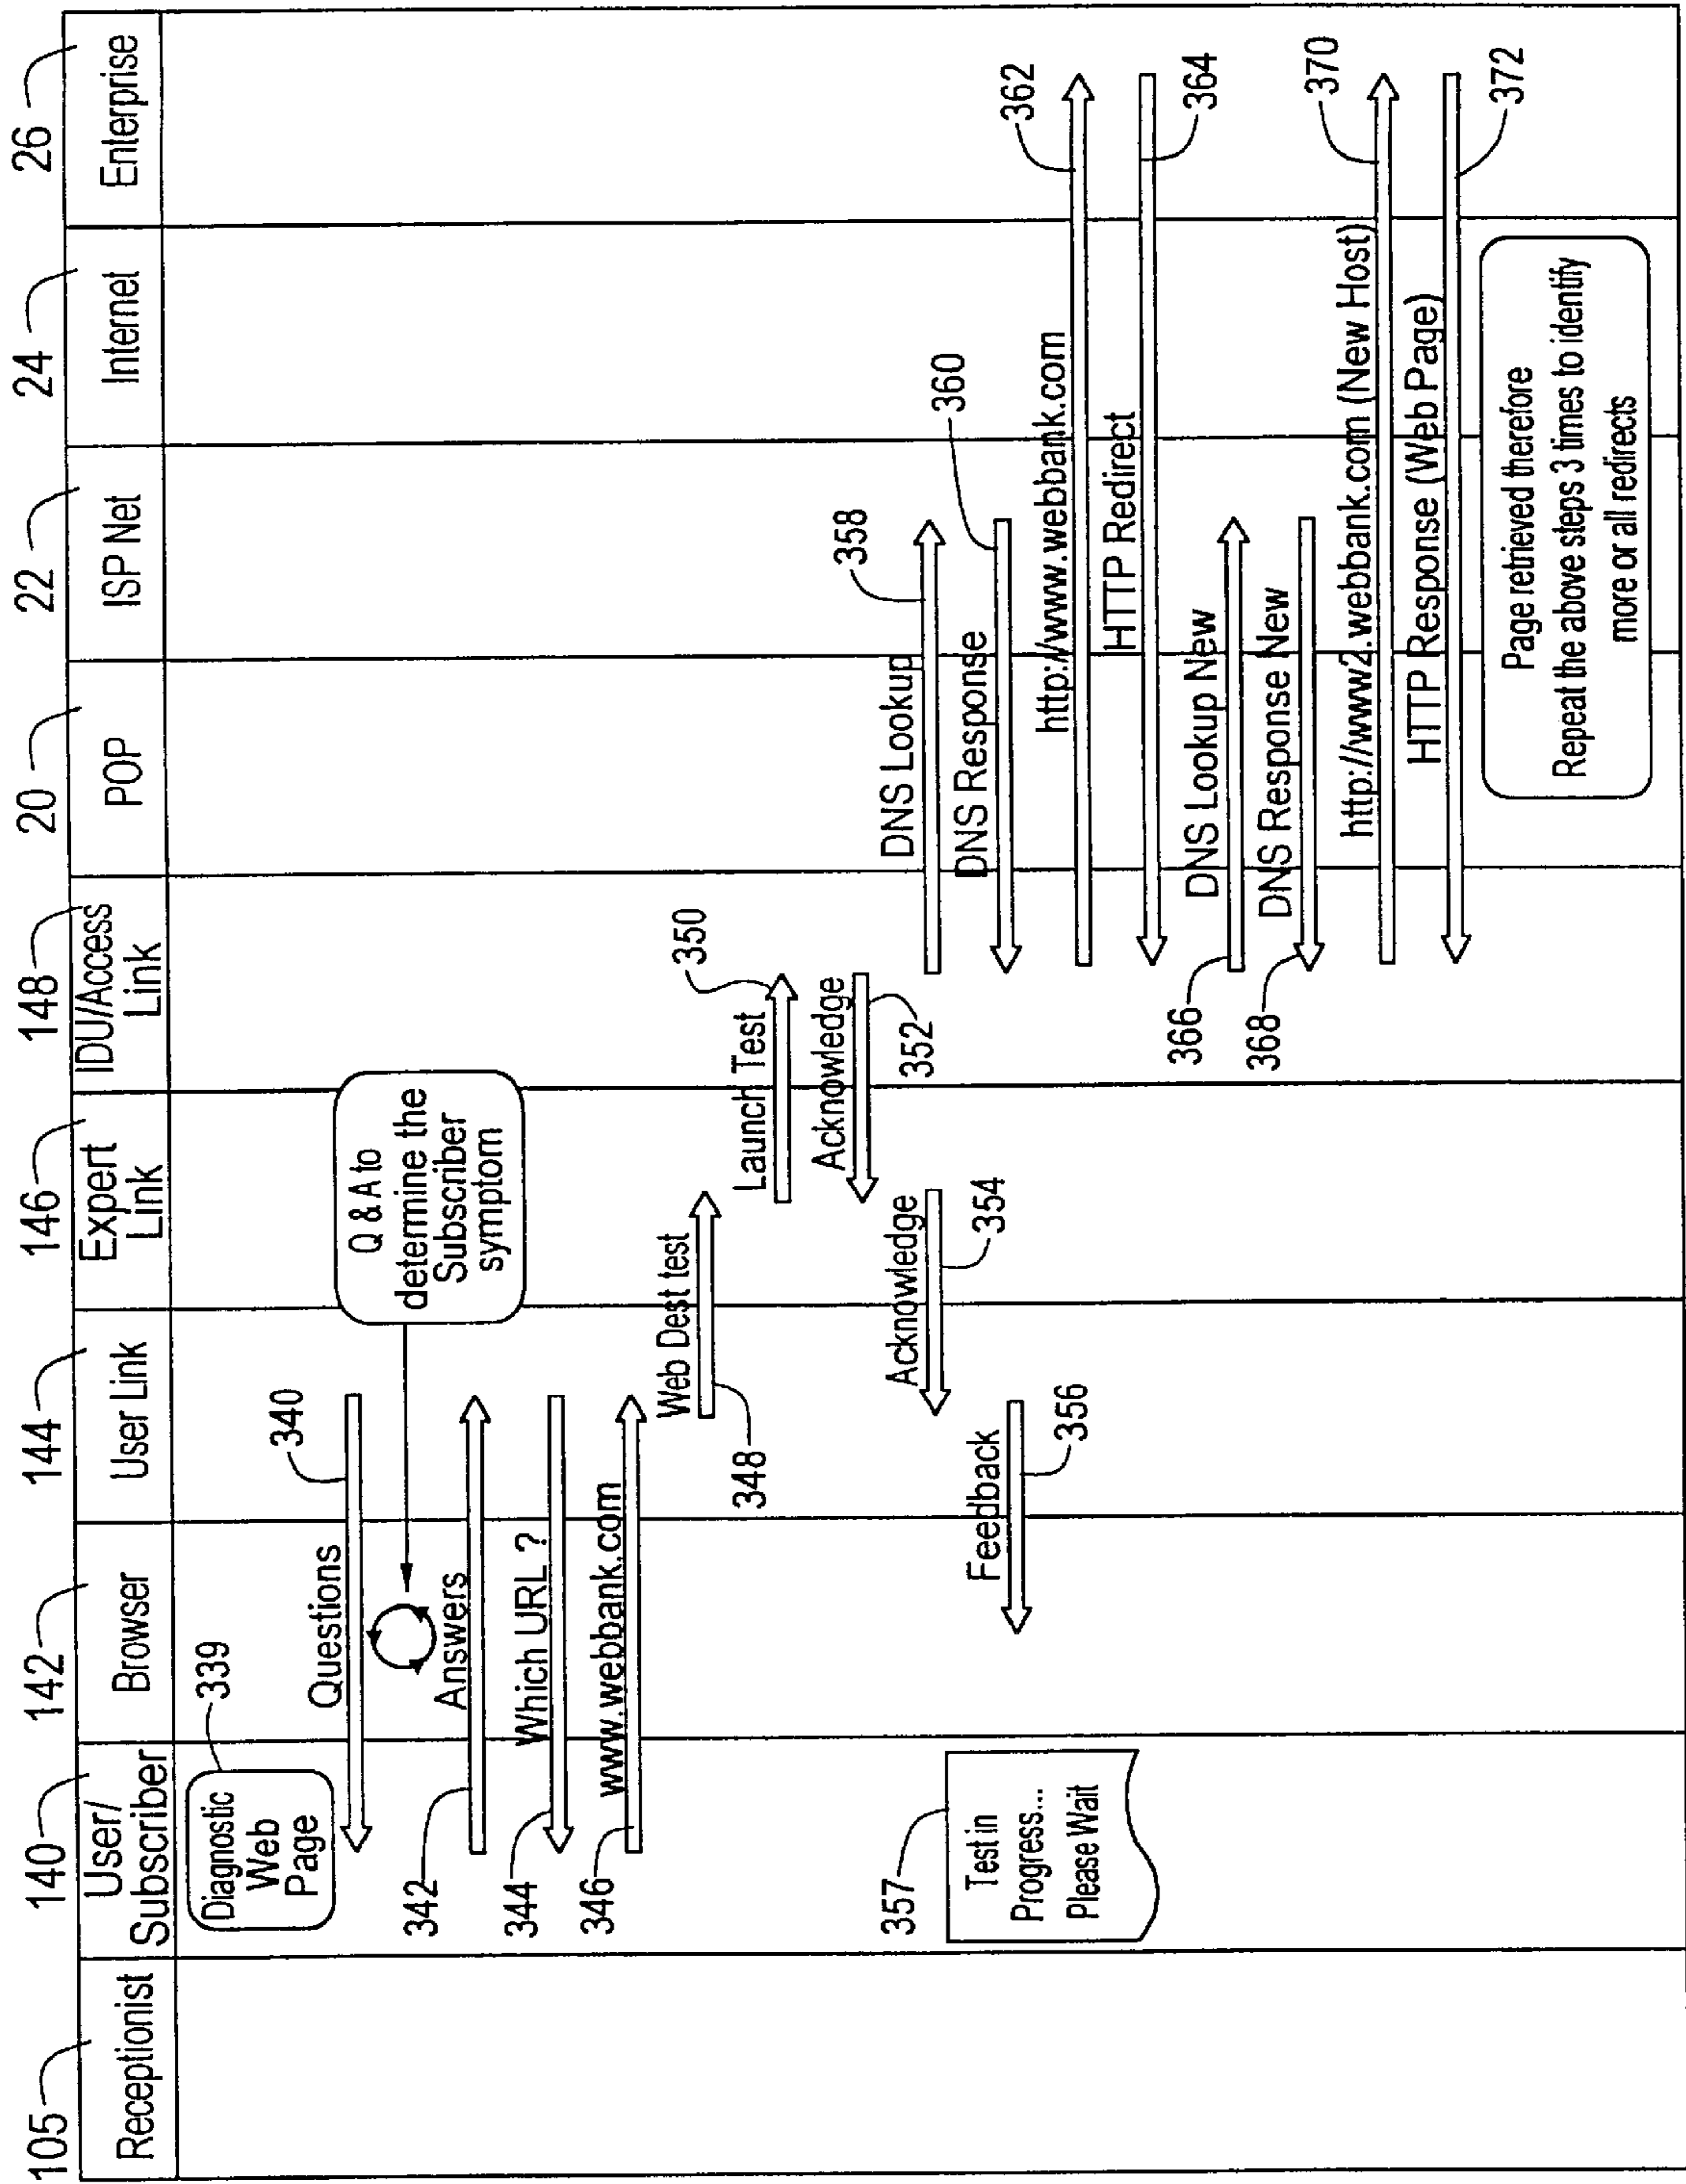 105
140
142
144
146
148
20
22
24
26
Receptionist
User/
Subscriber
Browser
User Link
Expert
Link
IDU/Access
Link
POP
ISP Net
Internet
Enterprise
Diagnostic
Web
Page
339
Questions
340
Q & A to
determine the
Subscriber
symptom
342
Answers
344
Which URL ?
346
www.webbank.com
348
Web Dest test
Launch Test
350
Acknowledge
352
Acknowledge
354
DNS Lookup
358
357
Test in
Progress...
Please Wait
Feedback
356
DNS Response
360
http://www.webbank.com
362
HTTP Redirect
364
366
DNS Lookup New
368
DNS Response New
http://www2.webbank.com (New Host)
370
HTTP Response (Web Page)
372
Page retrieved therefore
Repeat the above steps 3 times to identify
more or all redirects